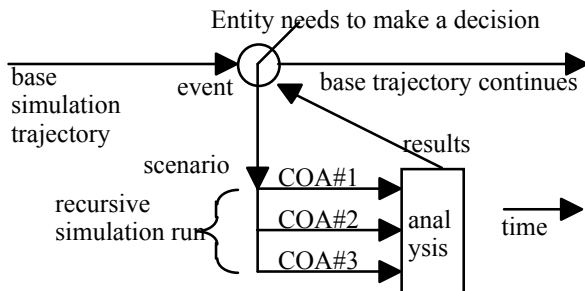 Entity needs to make a decision
base
simulation
trajectory
event
base trajectory continues
scenario
results
recursive
simulation run
COA#1
COA#2
COA#3
anal
ysis
time